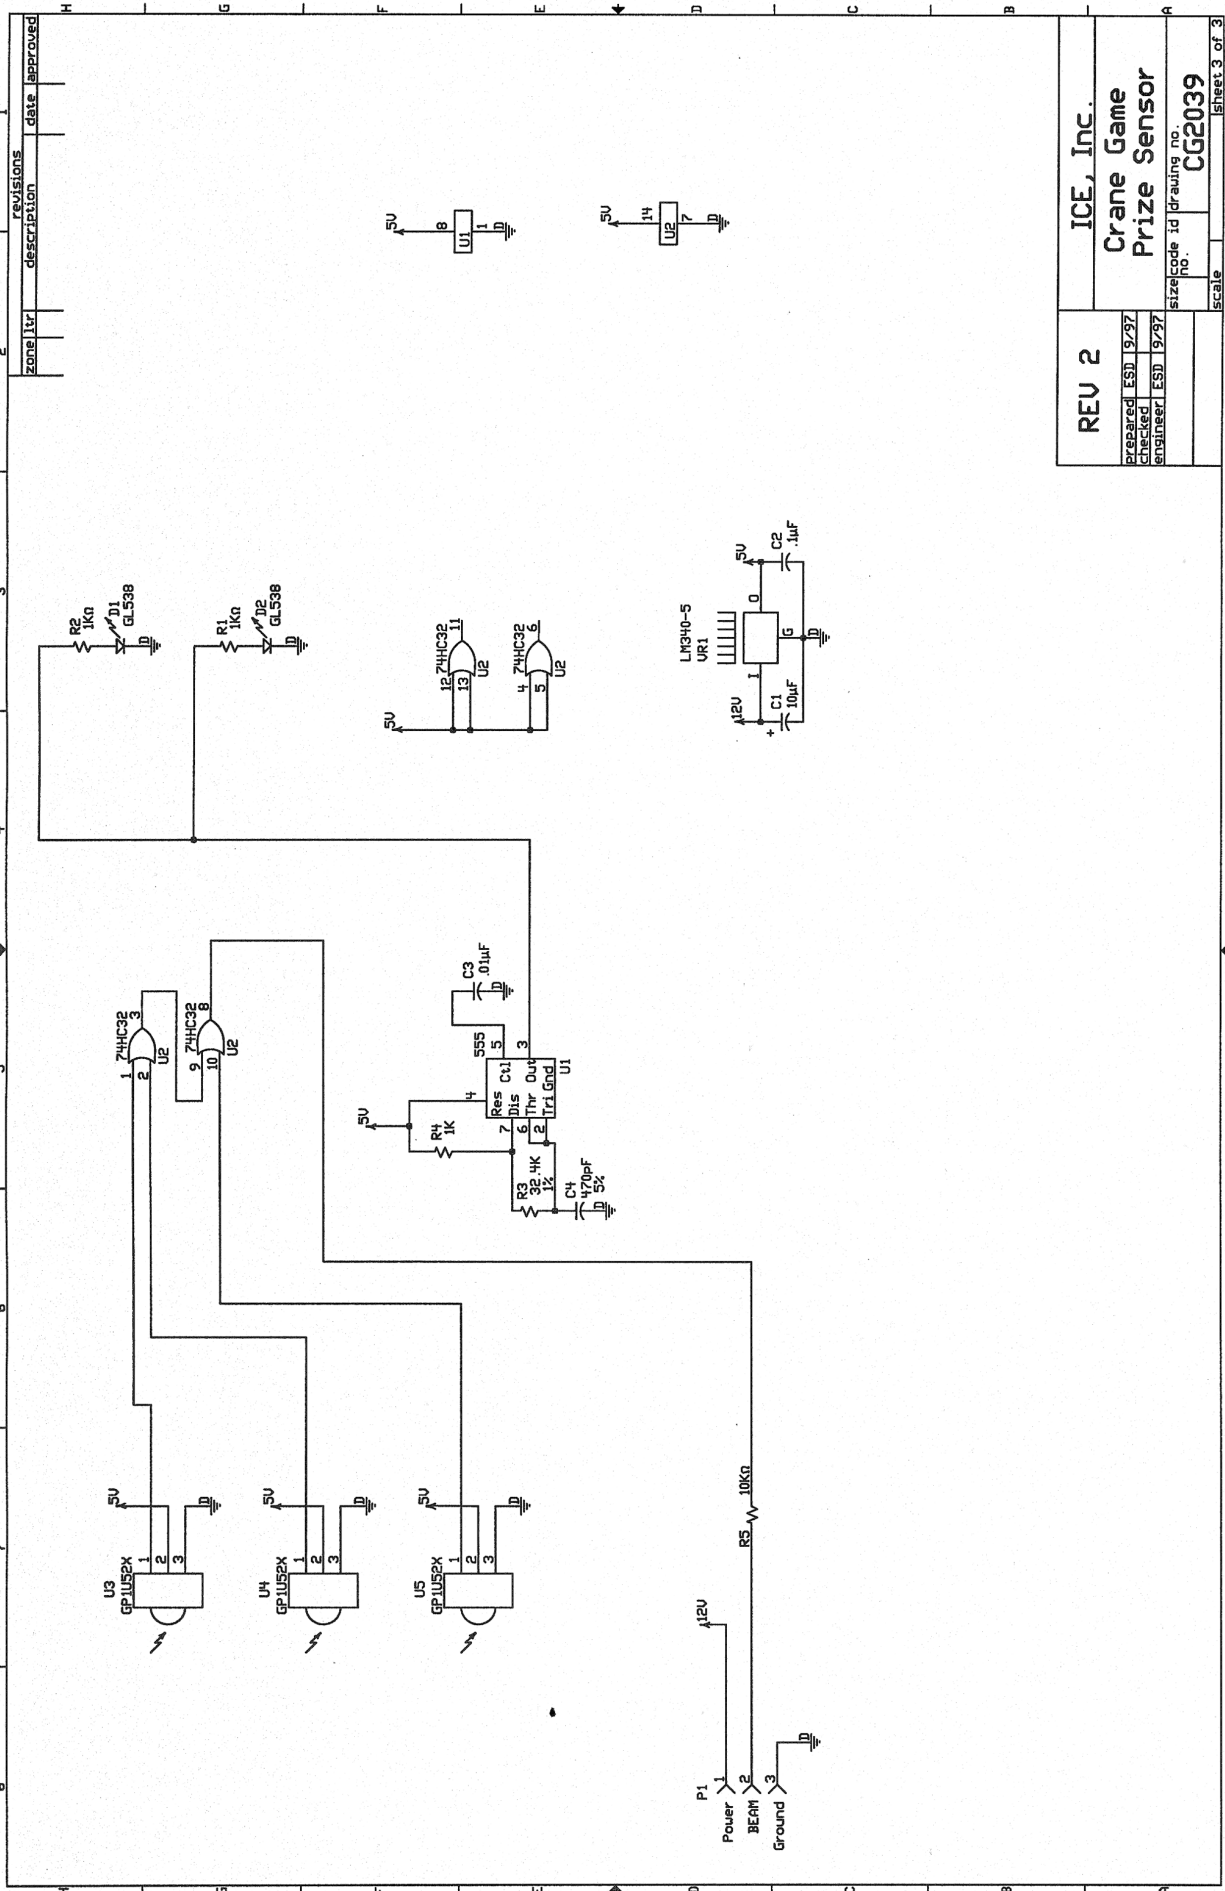 revisions
zone ltr description date approved
H G F E D C B A
1 2 3 4 5 6 7 8
U3
GP1U52X
1
2
3
5V
D
U4
GP1U52X
1
2
3
5V
D
U5
GP1U52X
1
2
3
5V
D
1
2
74HC32
3
U2
9
10
74HC32
8
U2
R2
1KΩ
D1
GL538
D
R1
1KΩ
D2
GL538
D
5V
R4
1K
4
555
Res
Ctl 5
7 Dis
6 Thr Out 3
2 Tri Gnd
U1
C3
.01µF
D
R3
32.4K
1%
C4
470pF
5%
D
5V
12
13
74HC32
11
U2
4
5
74HC32
6
U2
5V
8
U1
1
D
5V
14
U2
7
D
LM340-5
VR1
12V
I
O
G
5V
+
C1
10µF
C2
.1µF
D
12V
R5
10KΩ
P1
Power 1
BEAM 2
Ground 3
D
REV 2
prepared ESD 9/97
checked
engineer ESD 9/97
ICE, Inc.
Crane Game
Prize Sensor
size code id no. drawing no.
CG2039
scale
sheet 3 of 3